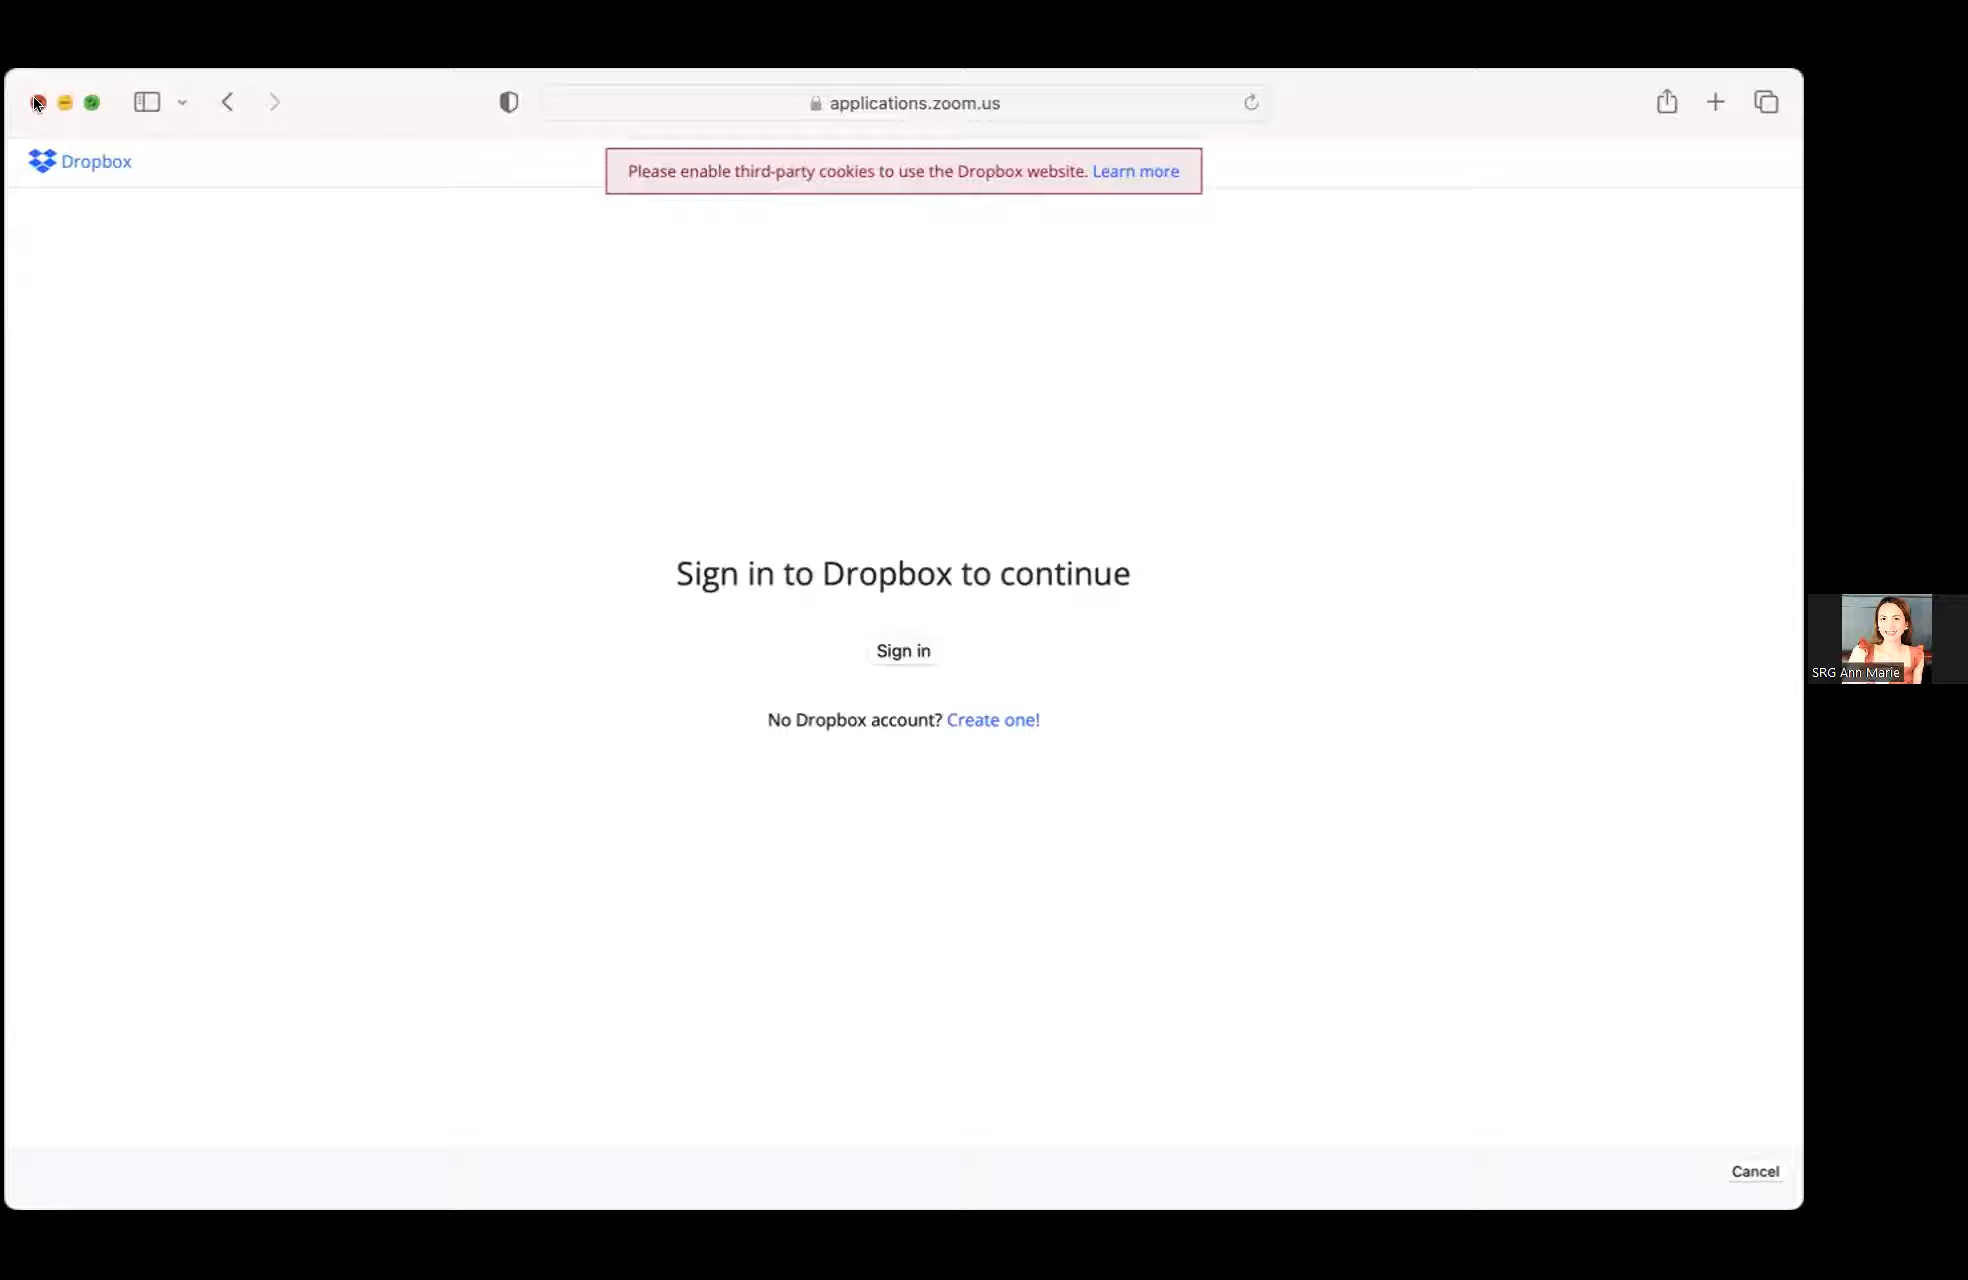 applications.zoom.us
Dropbox
Please enable third-party cookies to use the Dropbox website. Learn more
Sign in to Dropbox to continue
Sign in
No Dropbox account? Create one!
SRG Ann Marie
Cancel